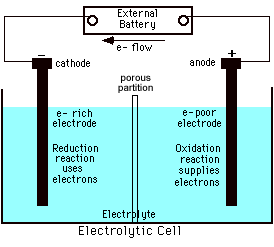 External
Battery
e- flow
−
+
cathode
anode
porous
partition
e- rich
electrode
e-poor
electrode
Reduction
reaction
uses
electrons
Oxidation
reaction
supplies
electrons
Electrolyte
Electrolytic Cell